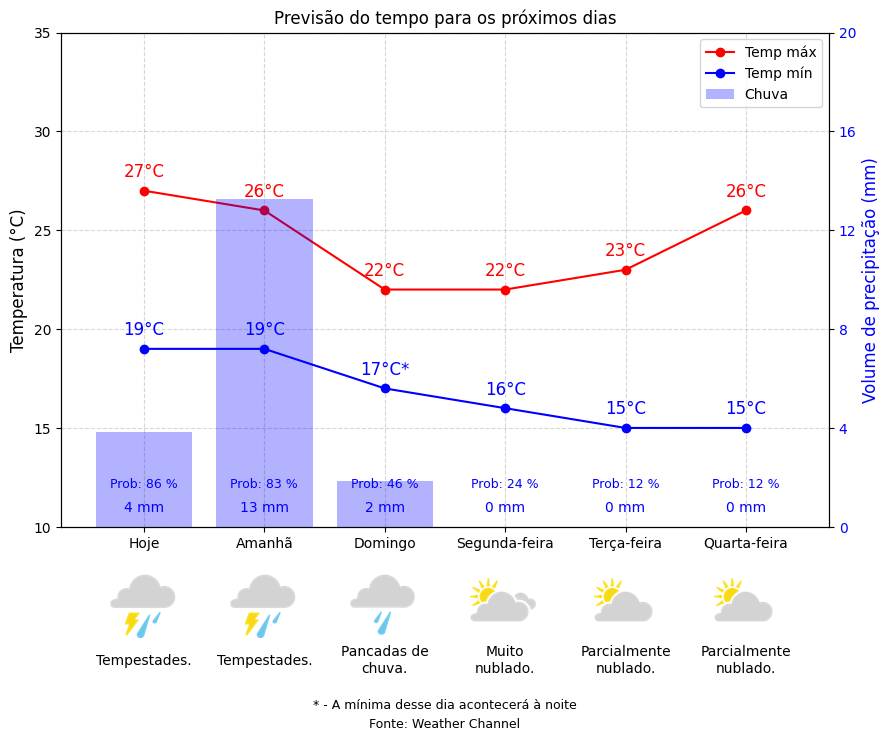 Previsão do tempo para os próximos dias
35
30
25
20
15
10
Temperatura (°C)
20
16
12
8
4
0
Volume de precipitação (mm)
Temp máx
Temp mín
Chuva
27°C
26°C
22°C
22°C
23°C
26°C
19°C
19°C
17°C*
16°C
15°C
15°C
Prob: 86 %
Prob: 83 %
Prob: 46 %
Prob: 24 %
Prob: 12 %
Prob: 12 %
4 mm
13 mm
2 mm
0 mm
0 mm
0 mm
Hoje
Amanhã
Domingo
Segunda-feira
Terça-feira
Quarta-feira
Tempestades.
Tempestades.
Pancadas de
chuva.
Muito
nublado.
Parcialmente
nublado.
Parcialmente
nublado.
* - A mínima desse dia acontecerá à noite
Fonte: Weather Channel